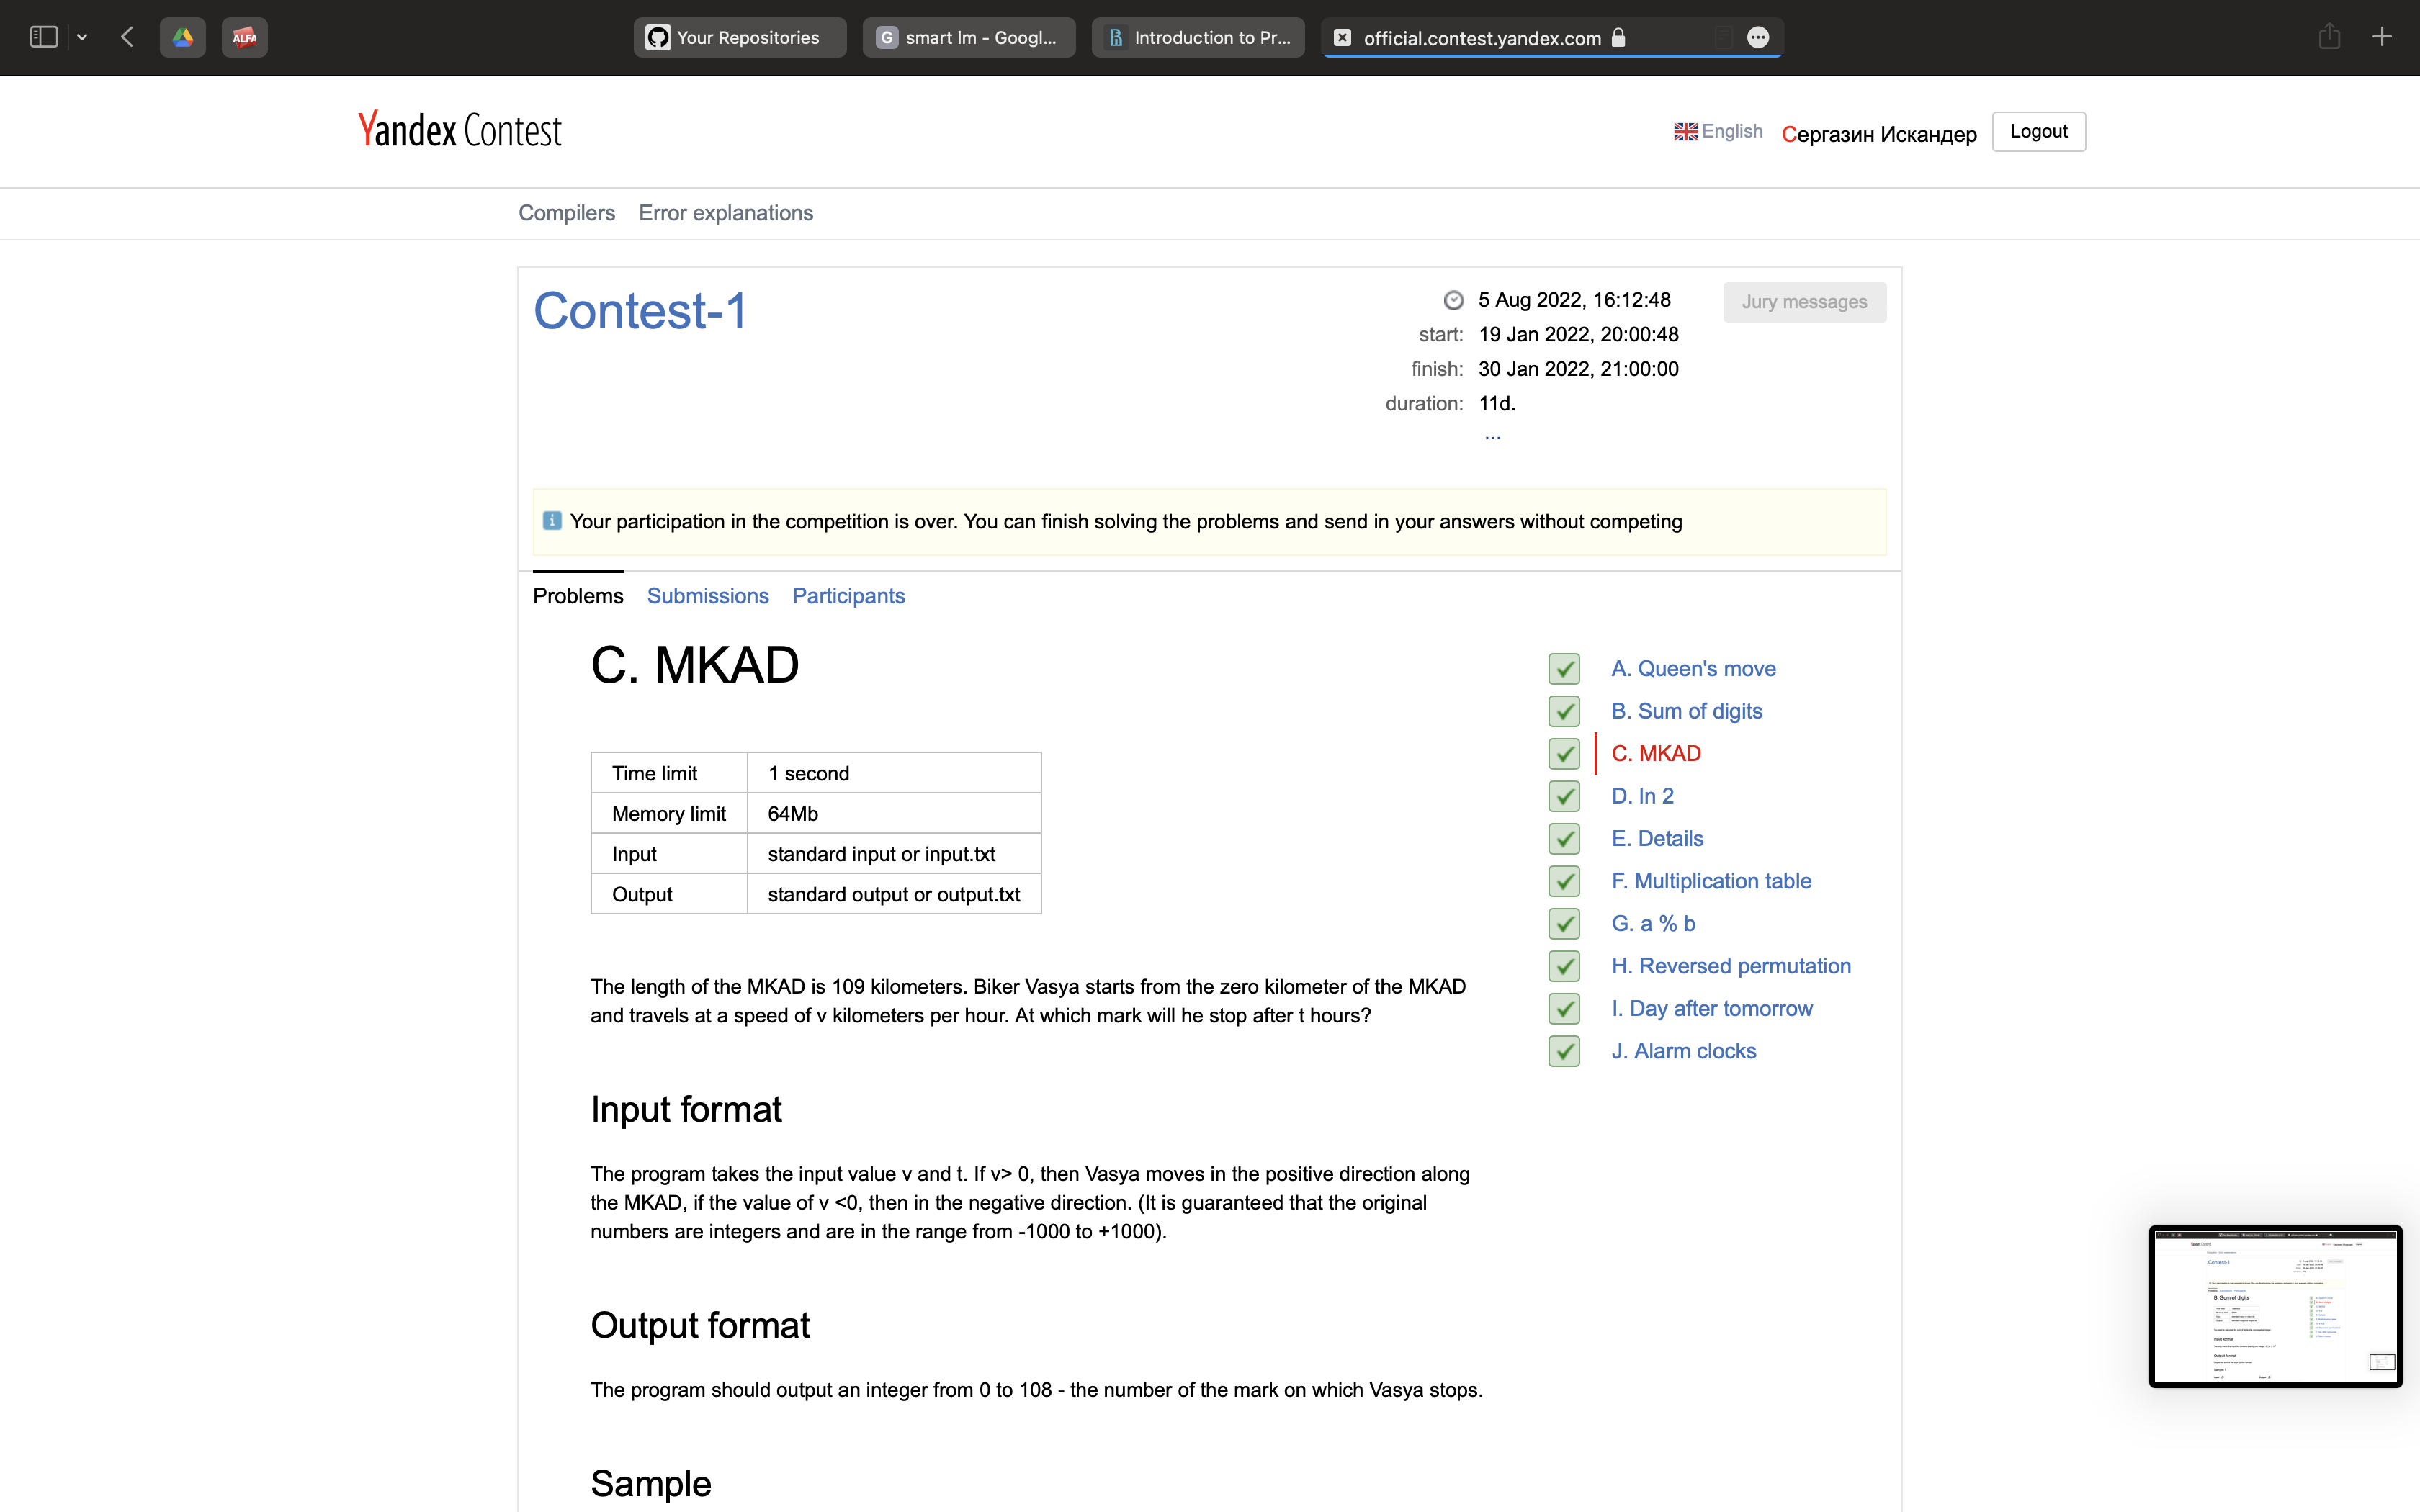 ALFA
Your Repositories
G smart lm - Googl...
Introduction to Pr...
official.contest.yandex.com
Yandex Contest
English
Сергазин Искандер
Logout
Compilers Error explanations
Contest-1
5 Aug 2022, 16:12:48
Jury messages
start: 19 Jan 2022, 20:00:48
finish: 30 Jan 2022, 21:00:00
duration: 11d.
...
Your participation in the competition is over. You can finish solving the problems and send in your answers without competing
Problems Submissions Participants
C. MKAD
Time limit 1 second
Memory limit 64Mb
Input standard input or input.txt
Output standard output or output.txt
The length of the MKAD is 109 kilometers. Biker Vasya starts from the zero kilometer of the MKAD
and travels at a speed of v kilometers per hour. At which mark will he stop after t hours?
Input format
The program takes the input value v and t. If v> 0, then Vasya moves in the positive direction along
the MKAD, if the value of v <0, then in the negative direction. (It is guaranteed that the original
numbers are integers and are in the range from -1000 to +1000).
Output format
The program should output an integer from 0 to 108 - the number of the mark on which Vasya stops.
Sample
A. Queen's move
B. Sum of digits
C. MKAD
D. ln 2
E. Details
F. Multiplication table
G. a % b
H. Reversed permutation
I. Day after tomorrow
J. Alarm clocks
Contest-1
B. Sum of digits
Input format
Output format